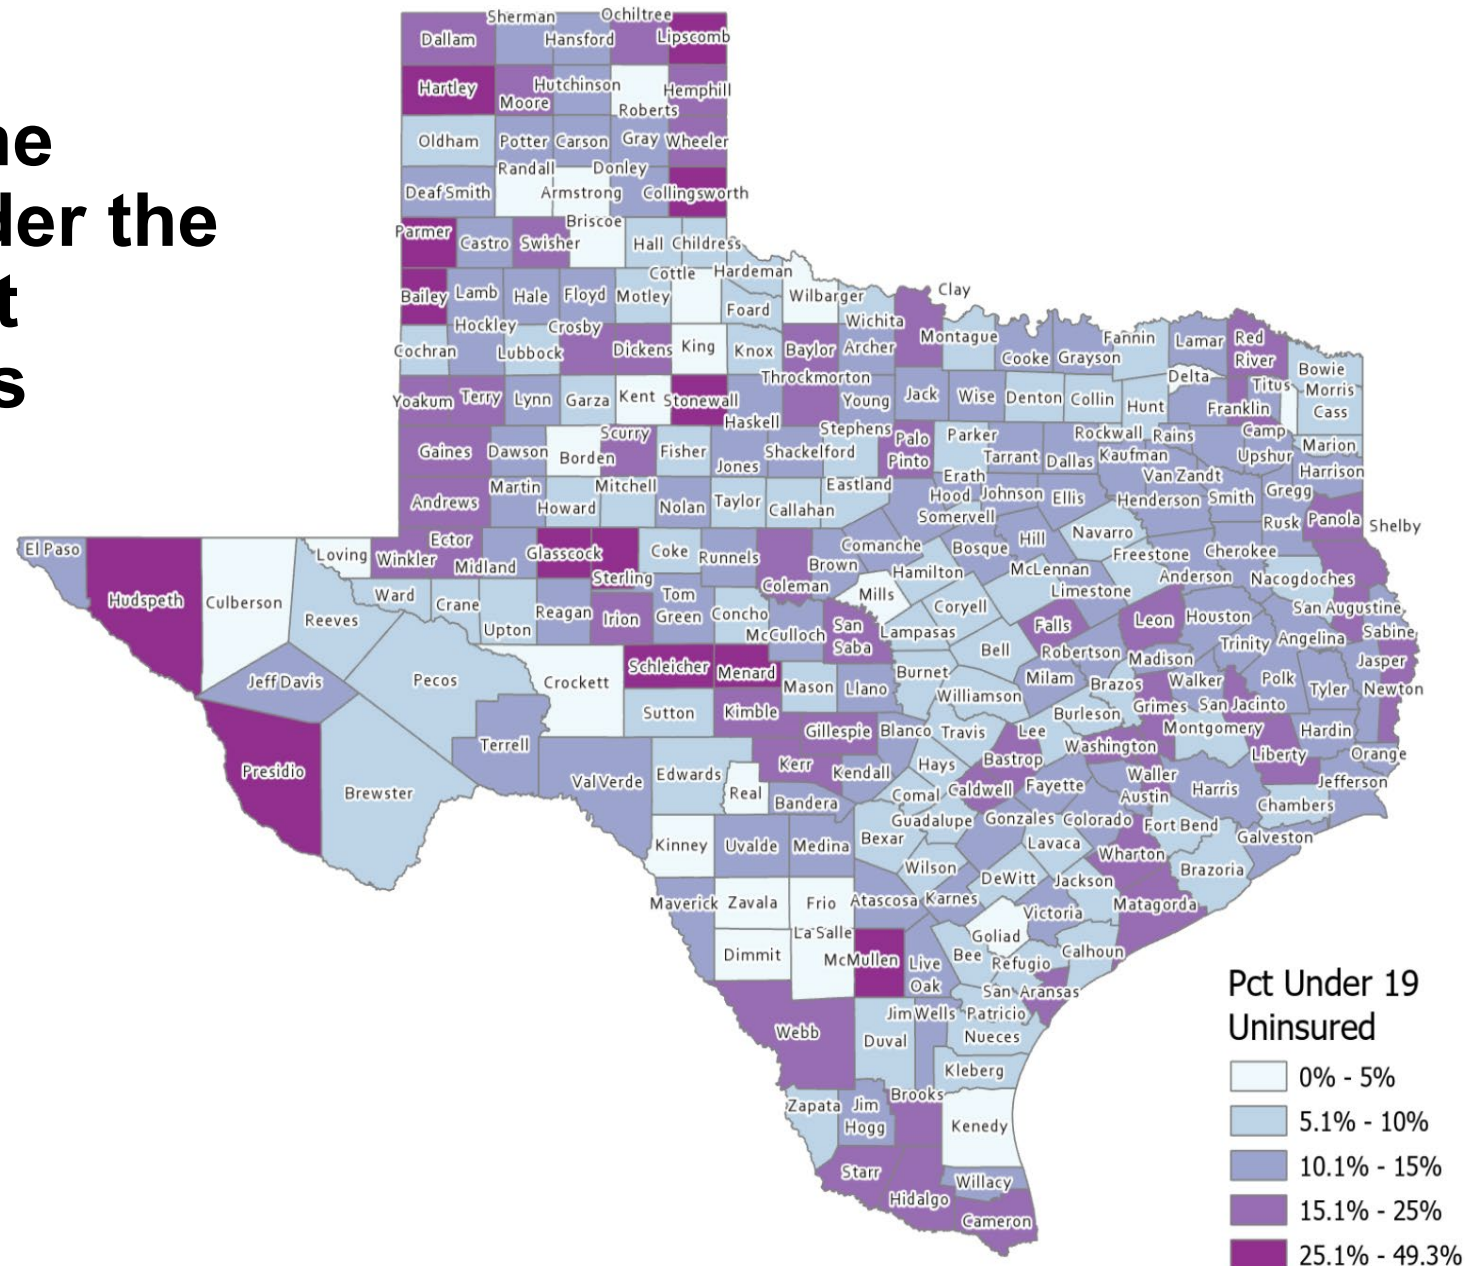 ne
der the
t
s
Sherman
Ochiltree
Dallam
Hansford
Lipscomb
Hartley
Moore
Hutchinson
Roberts
Hemphill
Oldham
Potter
Carson
Gray
Wheeler
Randall
Donley
Deaf Smith
Armstrong
Collingsworth
Parmer
Castro
Swisher
Briscoe
Hall
Childress
Cottle
Hardeman
Bailey
Lamb
Hale
Floyd
Motley
Foard
Wilbarger
Clay
Hockley
Crosby
Wichita
Cochran
Lubbock
Dickens
King
Knox
Baylor
Archer
Montague
Cooke
Grayson
Fannin
Lamar
Red
River
Bowie
Throckmorton
Delta
Titus
Morris
Yoakum
Terry
Lynn
Garza
Kent
Stonewall
Haskell
Young
Jack
Wise
Denton
Collin
Hunt
Franklin
Cass
Gaines
Dawson
Borden
Scurry
Fisher
Jones
Shackelford
Stephens
Palo
Pinto
Parker
Tarrant
Dallas
Rockwall
Kaufman
Rains
Van Zandt
Camp
Upshur
Marion
Harrison
Andrews
Martin
Howard
Mitchell
Nolan
Taylor
Callahan
Eastland
Erath
Hood
Johnson
Ellis
Henderson
Smith
Gregg
Somervell
Rusk
Panola
Shelby
El Paso
Loving
Winkler
Ector
Midland
Glasscock
Sterling
Coke
Runnels
Coleman
Brown
Comanche
Bosque
Hill
Navarro
Freestone
Cherokee
Anderson
Nacogdoches
Hudspeth
Culberson
Reeves
Ward
Crane
Upton
Reagan
Irion
Tom
Green
Concho
McCulloch
Mills
Hamilton
McLennan
Limestone
Coryell
San
Saba
Lampasas
Bell
Falls
Robertson
Leon
Houston
Trinity
Angelina
San Augustine
Sabine
Jeff Davis
Pecos
Crockett
Schleicher
Menard
Mason
Llano
Burnet
Williamson
Milam
Brazos
Madison
Walker
Polk
Tyler
Jasper
Newton
Sutton
Kimble
Grimes
San Jacinto
Burleson
Montgomery
Hardin
Presidio
Brewster
Terrell
Val Verde
Edwards
Real
Kerr
Gillespie
Blanco
Travis
Lee
Washington
Liberty
Orange
Kendall
Bandera
Hays
Bastrop
Comal
Caldwell
Fayette
Waller
Austin
Harris
Jefferson
Chambers
Kinney
Uvalde
Medina
Bexar
Guadalupe
Gonzales
Colorado
Lavaca
Fort Bend
Galveston
Wharton
Brazoria
Wilson
DeWitt
Jackson
Maverick
Zavala
Frio
Atascosa
Karnes
Victoria
Matagorda
La Salle
Dimmit
McMullen
Live
Oak
Goliad
Bee
Refugio
Calhoun
San
Patricio
Aransas
Webb
Duval
Jim Wells
Nueces
Kleberg
Zapata
Jim
Hogg
Brooks
Kenedy
Starr
Hidalgo
Willacy
Cameron
Pct Under 19
Uninsured
0% - 5%
5.1% - 10%
10.1% - 15%
15.1% - 25%
25.1% - 49.3%